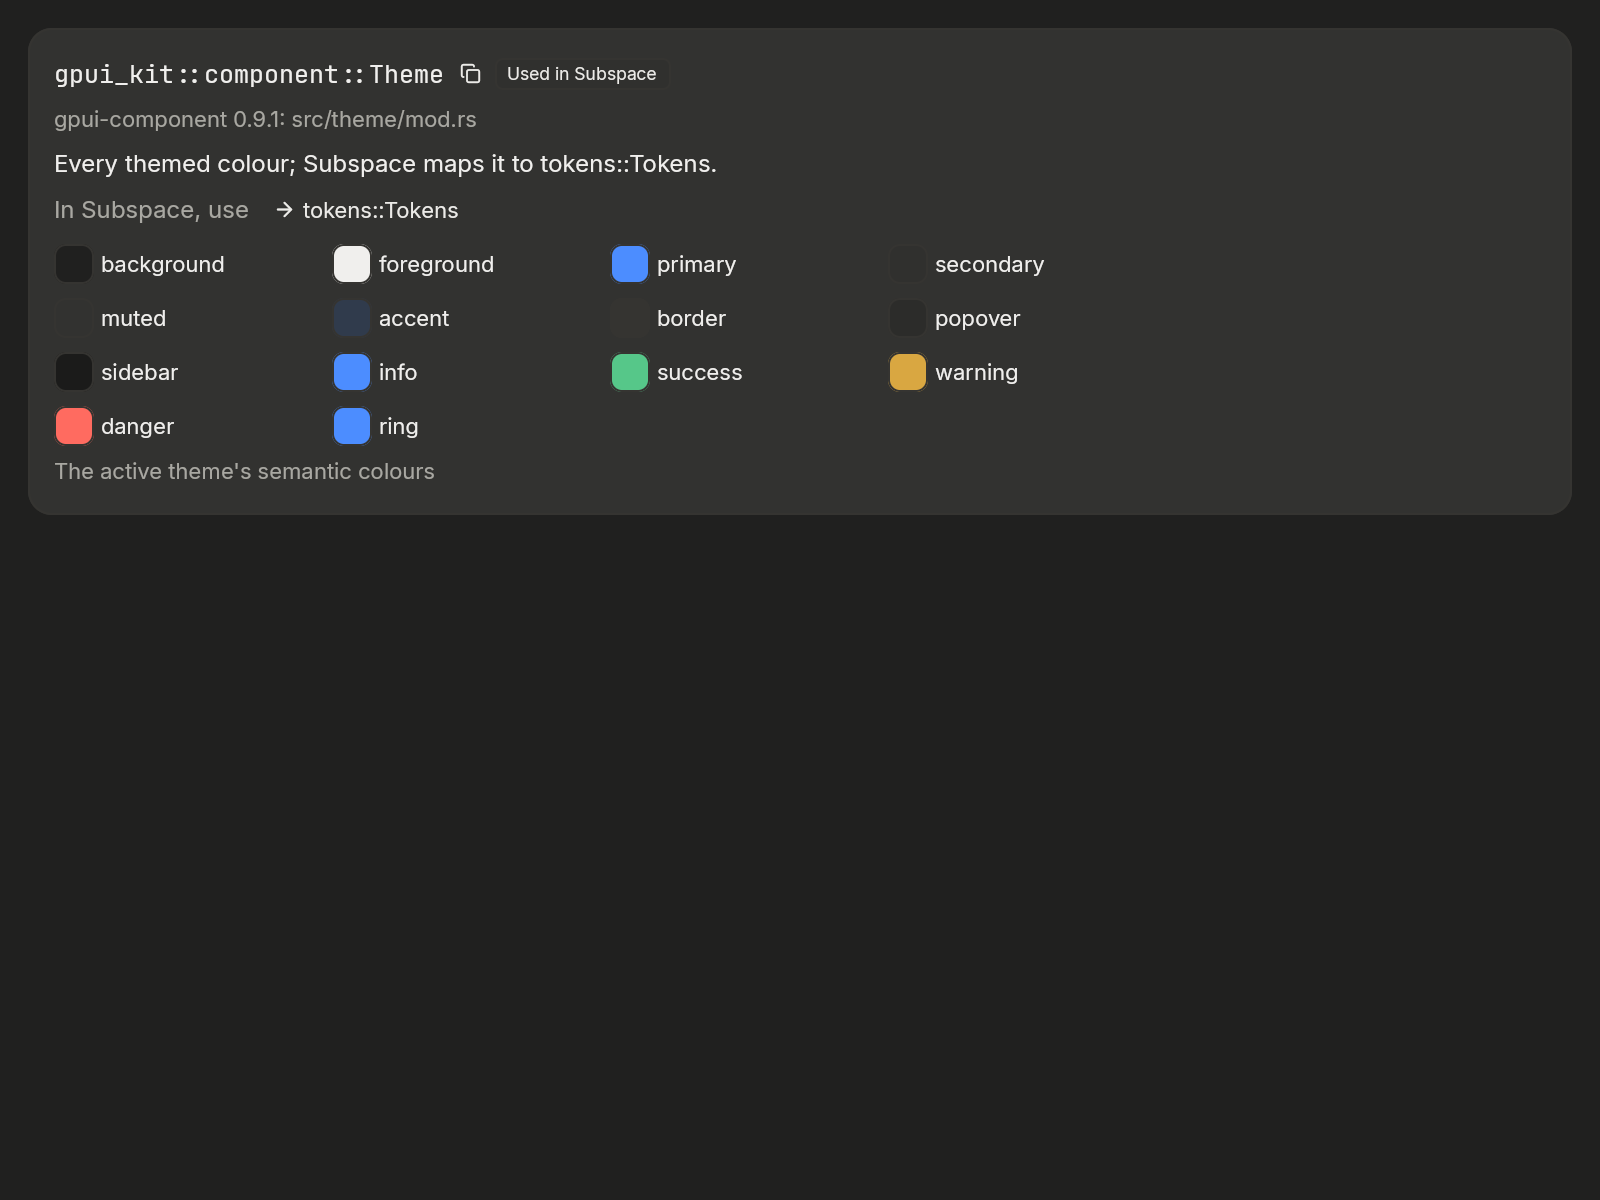 gpui_kit::component::Theme Used in Subspace
gpui-component 0.9.1: src/theme/mod.rs
Every themed colour; Subspace maps it to tokens::Tokens.
In Subspace, use → tokens::Tokens
background foreground primary secondary
muted accent border popover
sidebar info success warning
danger ring
The active theme's semantic colours